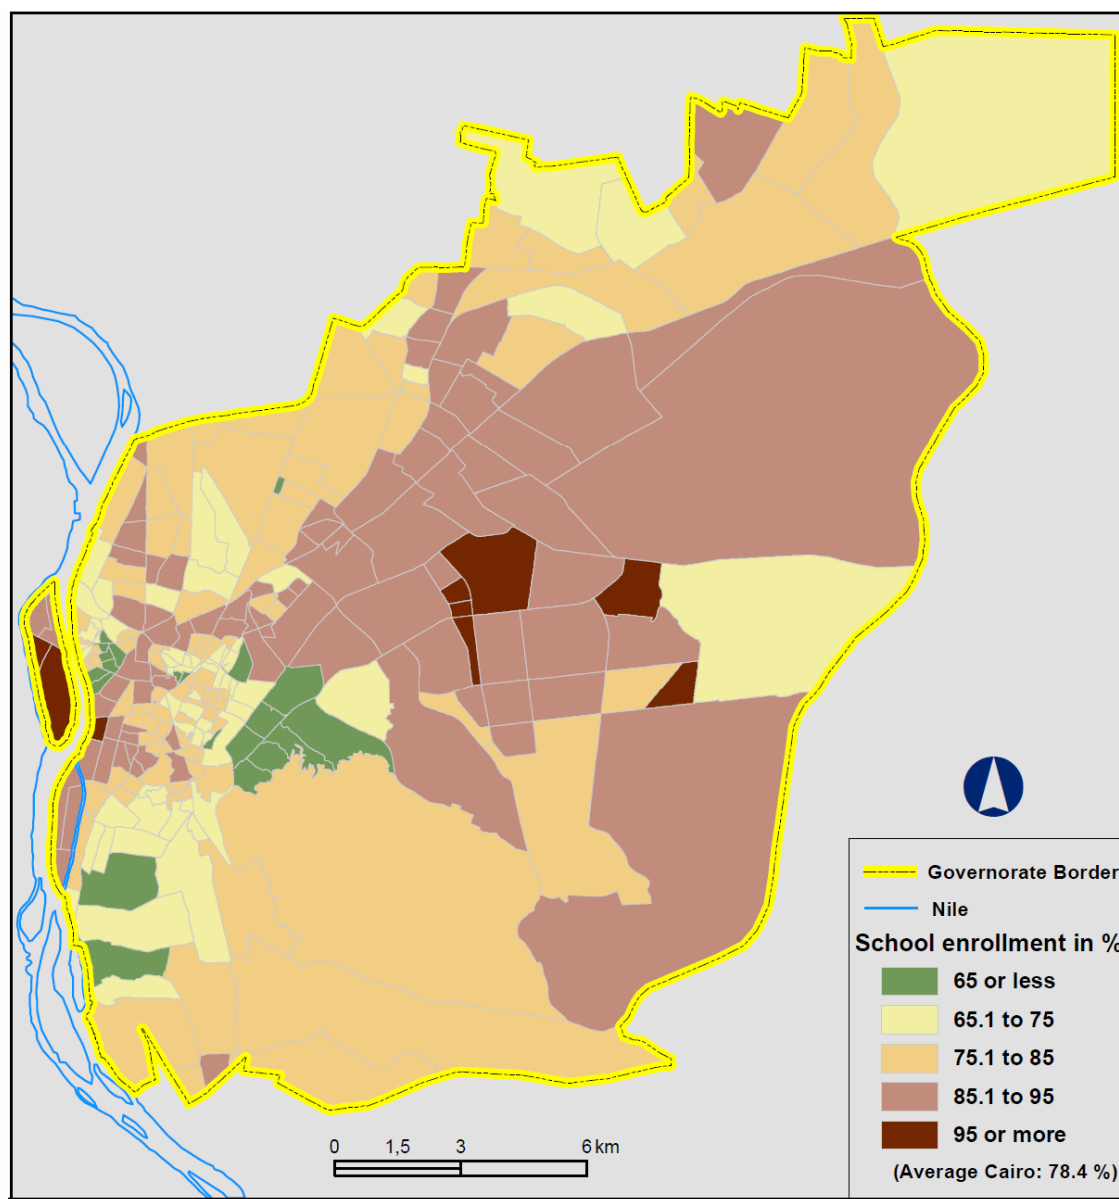 Governorate Border
Nile
School enrollment in %
65 or less
65.1 to 75
75.1 to 85
85.1 to 95
95 or more
(Average Cairo: 78.4 %)
0 1,5 3 6 km